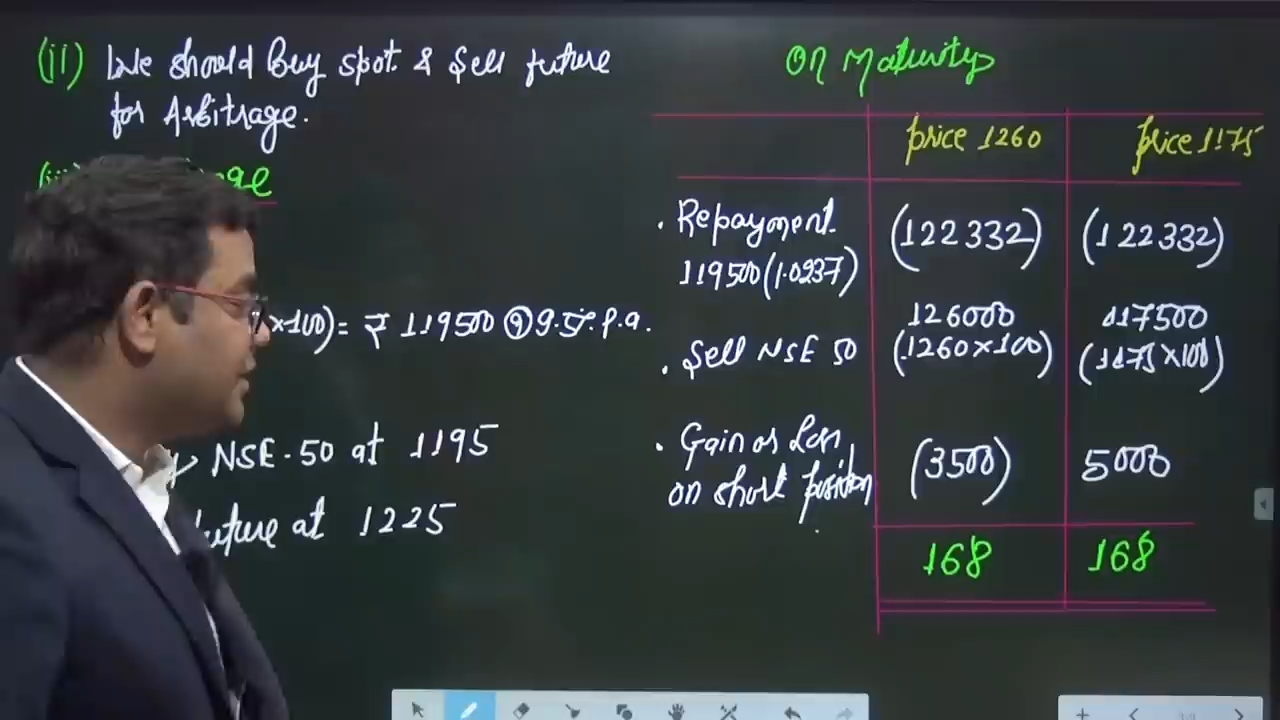 (ii) We should Buy spot & Sell future
for Arbitrage.
×100) = ₹ 119500 @ 9.5%. p.a.
NSE-50 at 1195
future at 1225
On Maturity
price 1260 price 1175
• Repayment (122332) (122332)
119500(1.0237)
126000 117500
• Sell NSE 50 (1260×100) (1175×100)
• Gain or Loss
on short position (3500) 5000
168 168